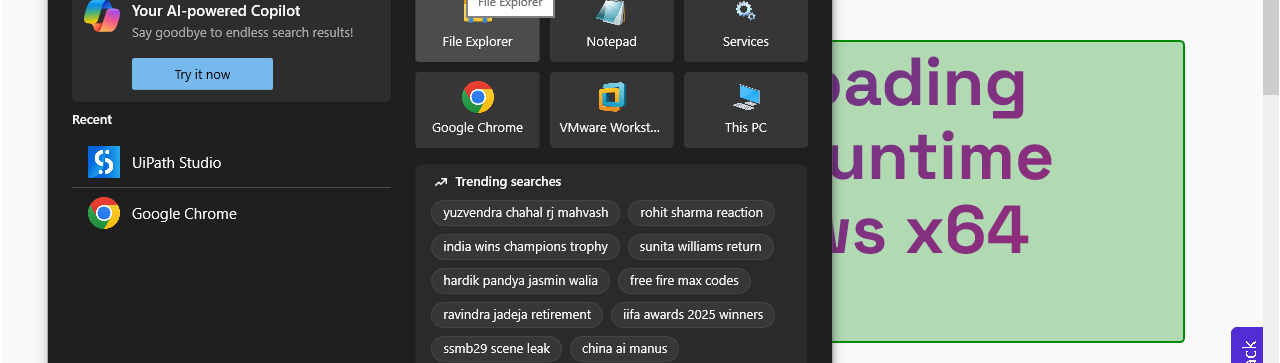 Your AI-powered Copilot
Say goodbye to endless search results!
Try it now
Recent
UiPath Studio
Google Chrome
File Explorer
File Explorer
Notepad
Services
Google Chrome
VMware Workst...
This PC
Trending searches
yuzvendra chahal rj mahvash
rohit sharma reaction
india wins champions trophy
sunita williams return
hardik pandya jasmin walia
free fire max codes
ravindra jadeja retirement
iifa awards 2025 winners
ssmb29 scene leak
china ai manus
ading
untime
ws x64
ack